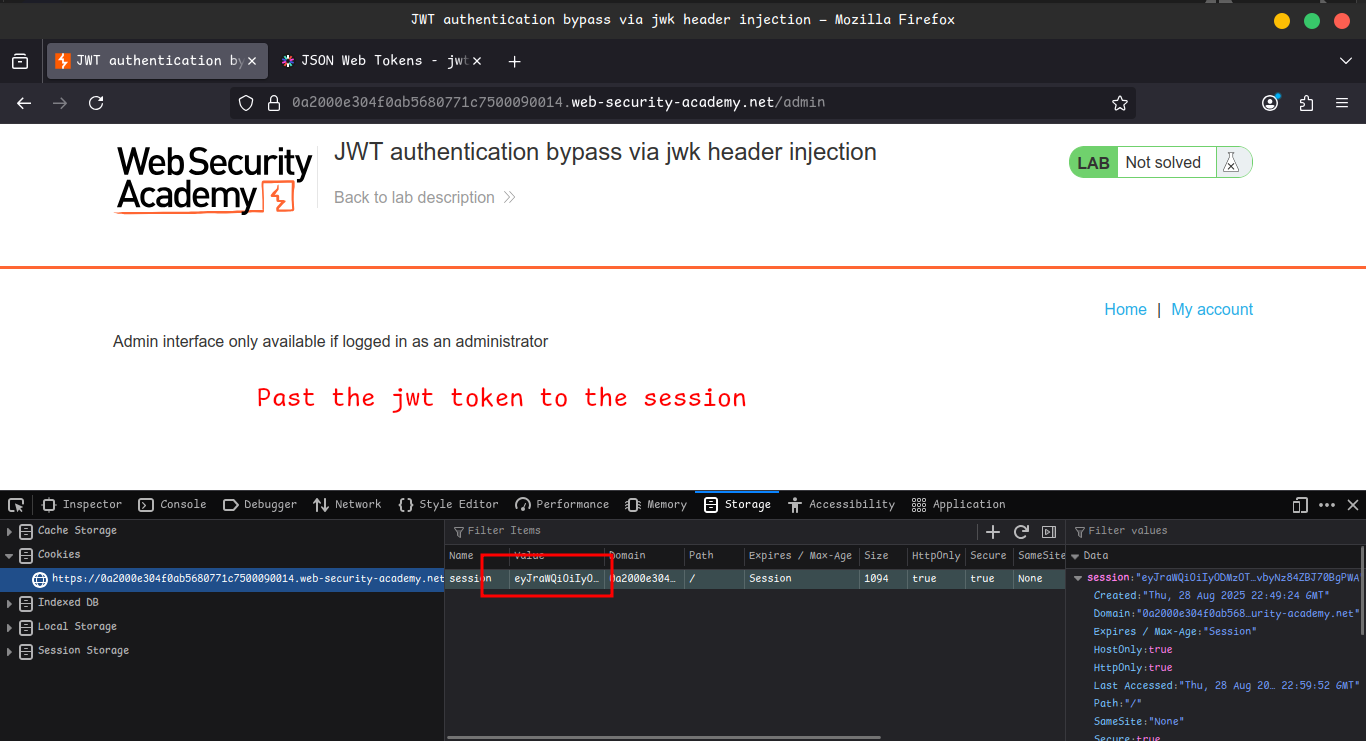 JWT authentication bypass via jwk header injection — Mozilla Firefox
JWT authentication by
JSON Web Tokens - jwt
0a2000e304f0ab5680771c7500090014.web-security-academy.net/admin
Web Security Academy
JWT authentication bypass via jwk header injection
Back to lab description
LAB Not solved
Home | My account
Admin interface only available if logged in as an administrator
Past the jwt token to the session
Inspector Console Debugger Network Style Editor Performance Memory Storage Accessibility Application
Cache Storage
Cookies
https://0a2000e304f0ab5680771c7500090014.web-security-academy.net
Indexed DB
Local Storage
Session Storage
Filter Items
Name Value Domain Path Expires / Max-Age Size HttpOnly Secure SameSite
session eyJraWQiOiIyO… 0a2000e304… / Session 1094 true true None
Filter values
Data
session:"eyJraWQiOiIyODMzOT…vbyNz84ZBJ70BgPWA
Created:"Thu, 28 Aug 2025 22:49:24 GMT"
Domain:"0a2000e304f0ab568…urity-academy.net"
Expires / Max-Age:"Session"
HostOnly:true
HttpOnly:true
Last Accessed:"Thu, 28 Aug 20… 22:59:52 GMT"
Path:"/"
SameSite:"None"
Secure:true